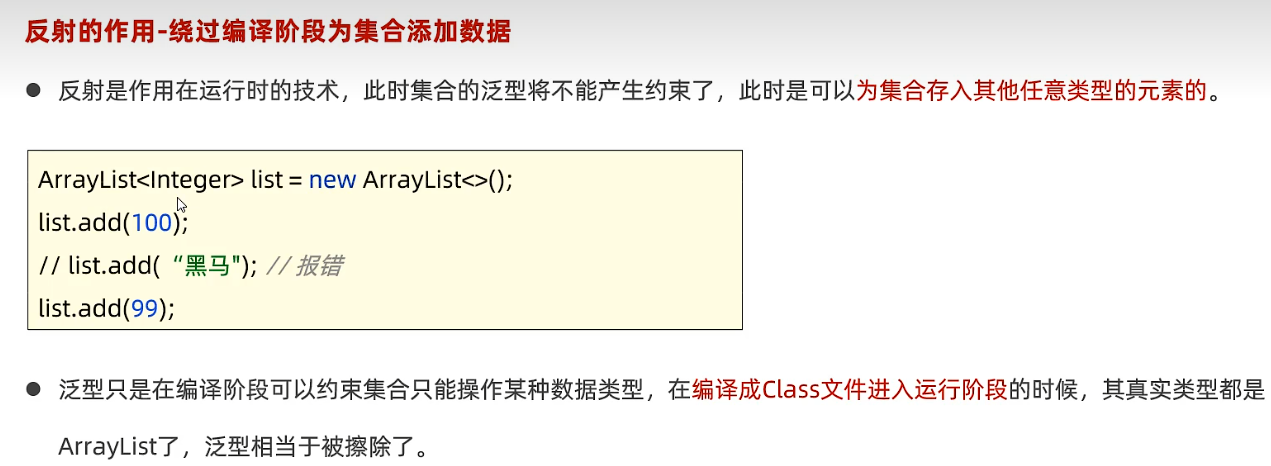 反射的作用-绕过编译阶段为集合添加数据
● 反射是作用在运行时的技术，此时集合的泛型将不能产生约束了，此时是可以为集合存入其他任意类型的元素的。
ArrayList<Integer> list = new ArrayList<>();
list.add(100);
// list.add( “黑马"); // 报错
list.add(99);
● 泛型只是在编译阶段可以约束集合只能操作某种数据类型，在编译成Class文件进入运行阶段的时候，其真实类型都是
ArrayList了，泛型相当于被擦除了。